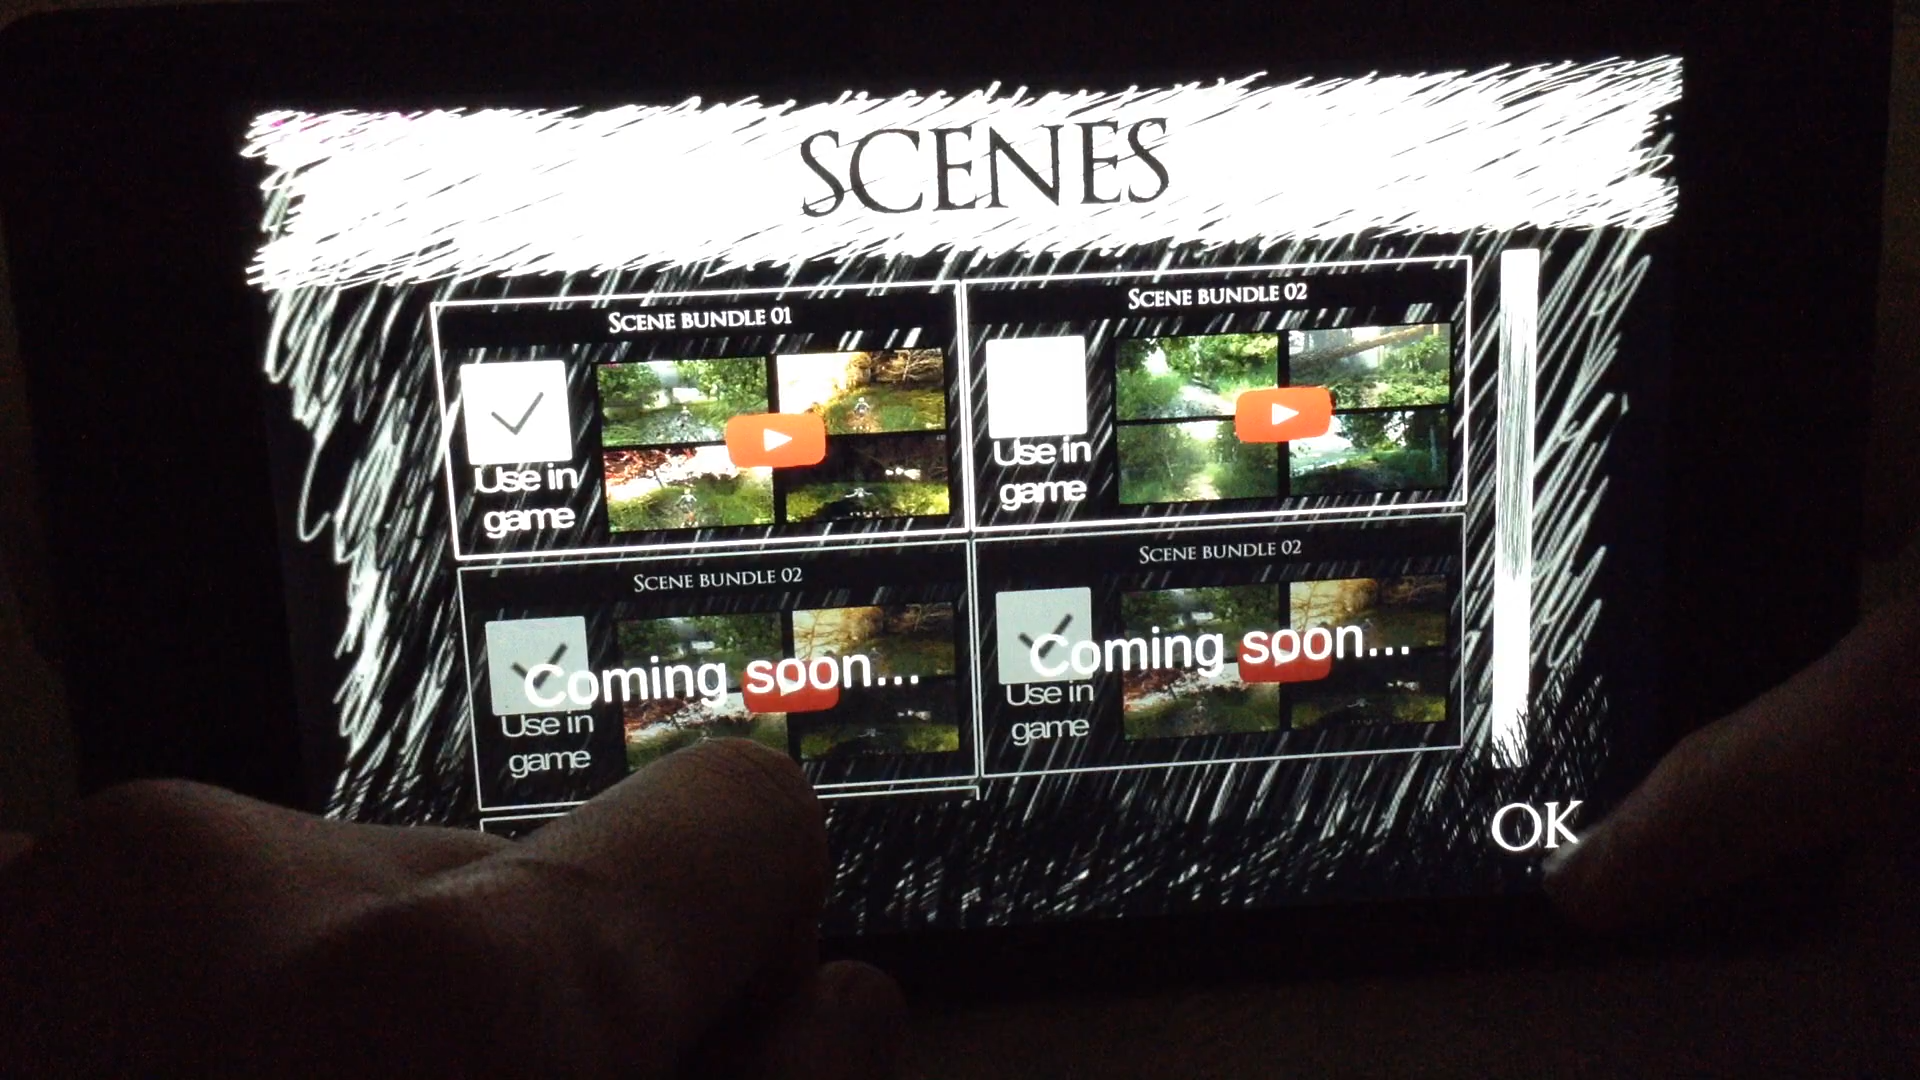 SCENES
SCENE BUNDLE 01
Use in
game
SCENE BUNDLE 02
Use in
game
SCENE BUNDLE 02
Coming soon...
Use in
game
SCENE BUNDLE 02
Coming soon...
Use in
game
OK